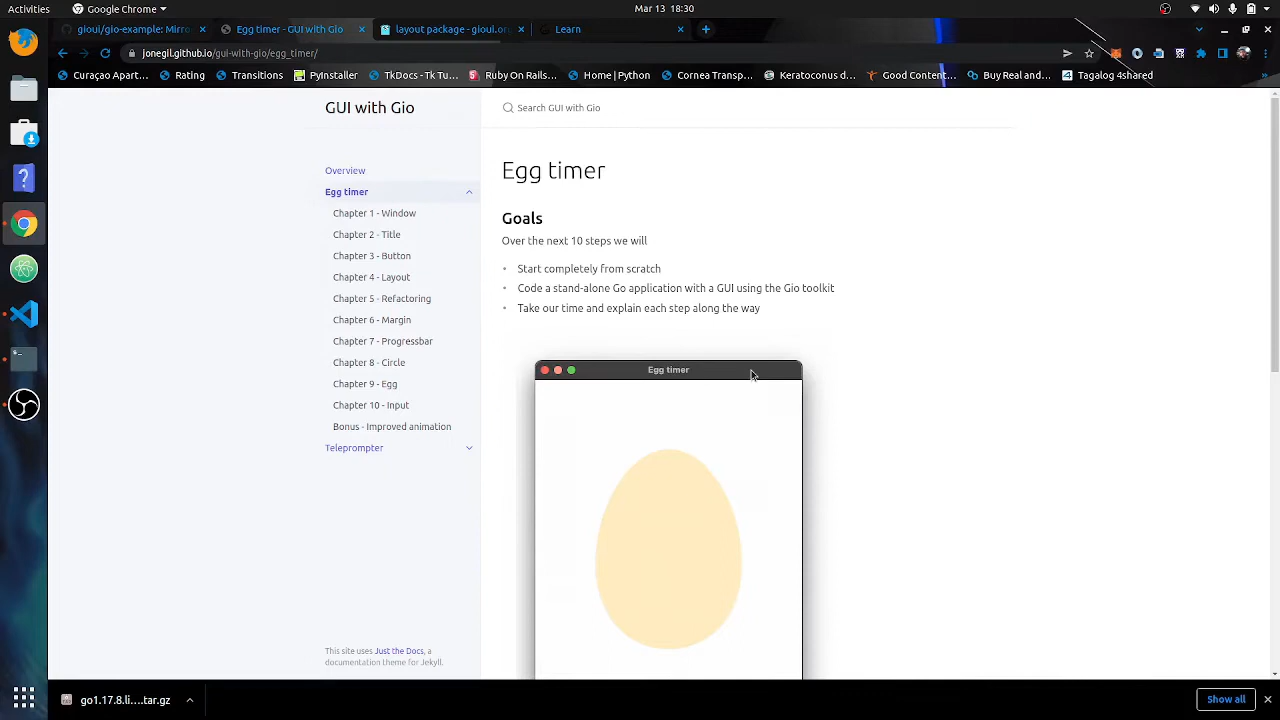 Activities
Google Chrome
Mar 13 18:30
gioui/gio-example: Mirro
Egg timer - GUI with Gio
layout package - gioui.org
Learn
jonegil.github.io/gui-with-gio/egg_timer/
Curaçao Apart...
Rating
Transitions
PyInstaller
TkDocs - Tk Tu...
Ruby On Rails...
Home | Python
Cornea Transp...
Keratoconus d...
Good Content...
Buy Real and...
Tagalog 4shared
GUI with Gio
Search GUI with Gio
Overview
Egg timer
Chapter 1 - Window
Chapter 2 - Title
Chapter 3 - Button
Chapter 4 - Layout
Chapter 5 - Refactoring
Chapter 6 - Margin
Chapter 7 - Progressbar
Chapter 8 - Circle
Chapter 9 - Egg
Chapter 10 - Input
Bonus - Improved animation
Teleprompter
This site uses Just the Docs, a
documentation theme for Jekyll.
Egg timer
Goals
Over the next 10 steps we will
• Start completely from scratch
• Code a stand-alone Go application with a GUI using the Gio toolkit
• Take our time and explain each step along the way
Egg timer
go1.17.8.li....tar.gz
Show all